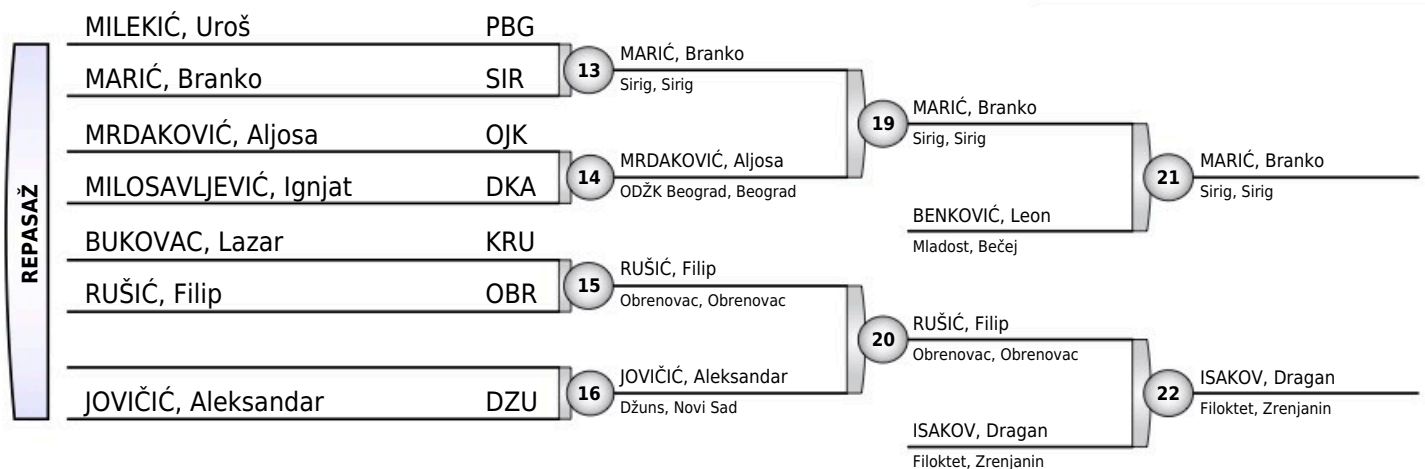 REPASAŽ
MILEKIĆ, Uroš PBG
MARIĆ, Branko SIR
MRDAKOVIĆ, Aljosa OJK
MILOSAVLJEVIĆ, Ignjat DKA
BUKOVAC, Lazar KRU
RUŠIĆ, Filip OBR
JOVIČIĆ, Aleksandar DZU
13
MARIĆ, Branko
Sirig, Sirig
14
MRDAKOVIĆ, Aljosa
ODŽK Beograd, Beograd
15
RUŠIĆ, Filip
Obrenovac, Obrenovac
16
JOVIČIĆ, Aleksandar
Džuns, Novi Sad
19
MARIĆ, Branko
Sirig, Sirig
BENKOVIĆ, Leon
Mladost, Bečej
20
RUŠIĆ, Filip
Obrenovac, Obrenovac
ISAKOV, Dragan
Filoktet, Zrenjanin
21
MARIĆ, Branko
Sirig, Sirig
22
ISAKOV, Dragan
Filoktet, Zrenjanin